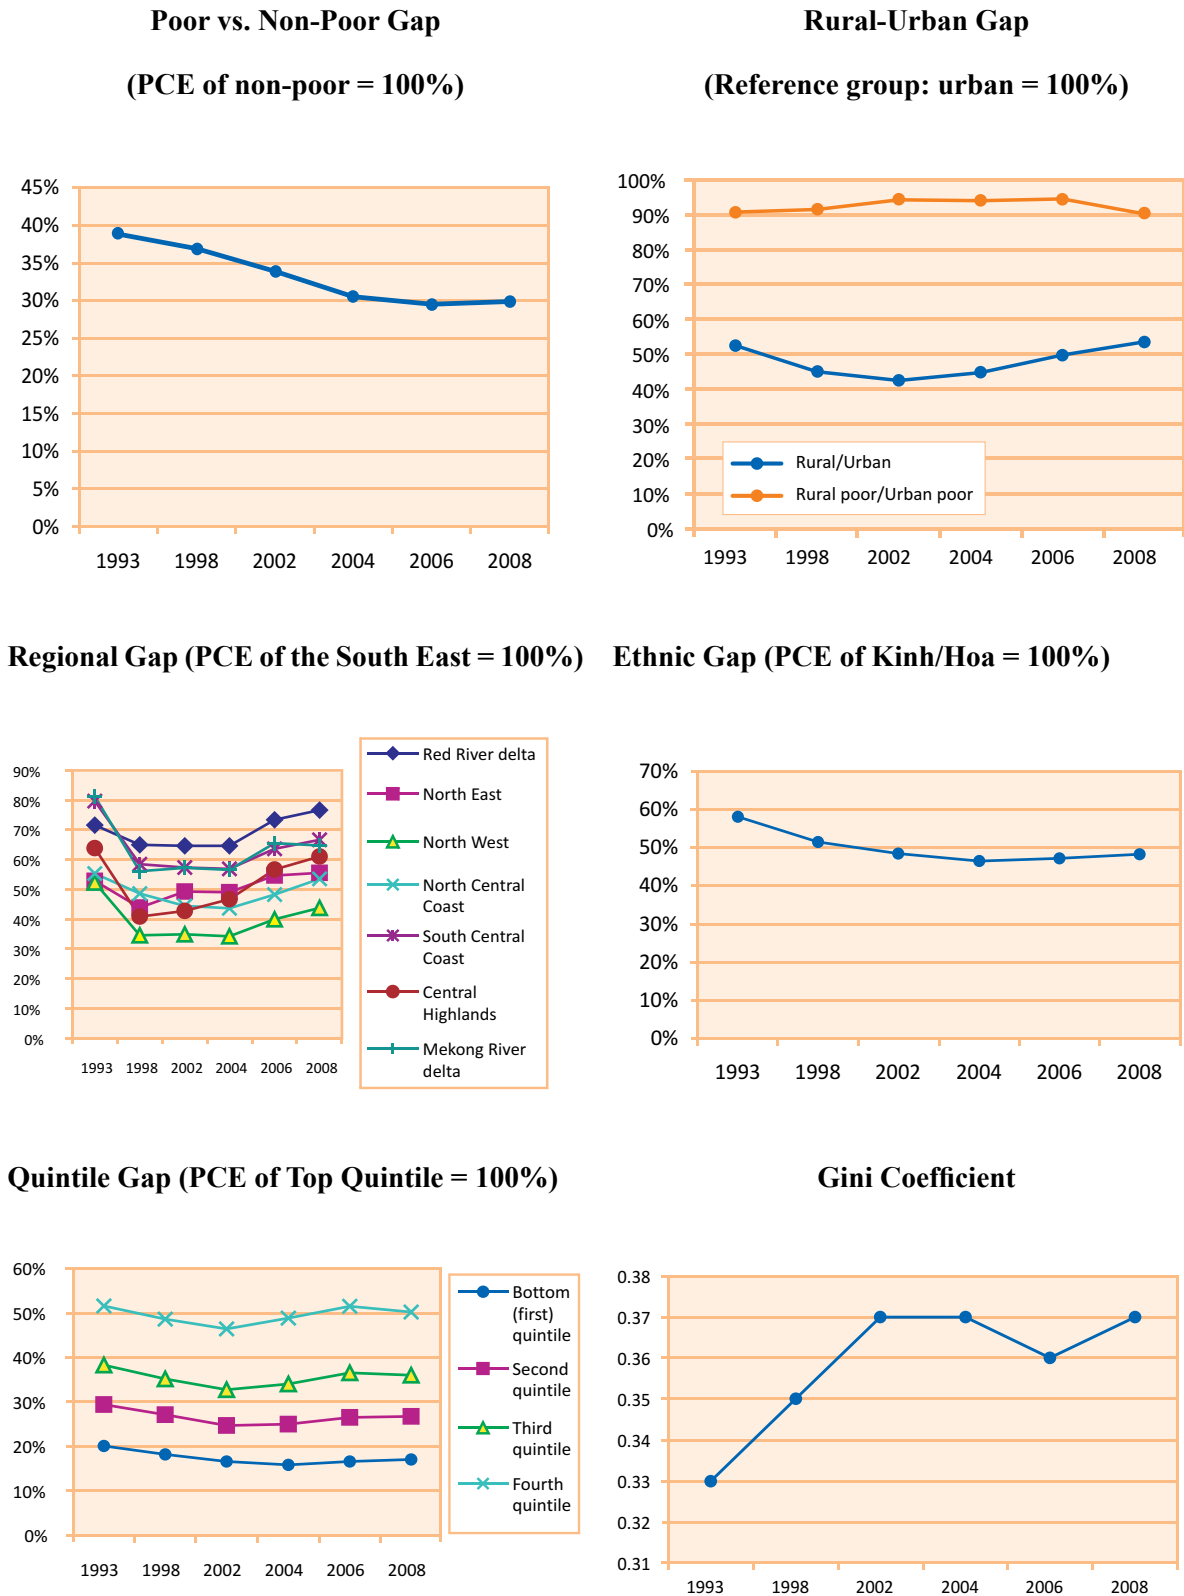 Poor vs. Non-Poor Gap
(PCE of non-poor = 100%)
45%
40%
35%
30%
25%
20%
15%
10%
5%
0%
1993 1998 2002 2004 2006 2008
Rural-Urban Gap
(Reference group: urban = 100%)
100%
90%
80%
70%
60%
50%
40%
30%
20%
10%
0%
Rural/Urban
Rural poor/Urban poor
1993 1998 2002 2004 2006 2008
Regional Gap (PCE of the South East = 100%)
90%
80%
70%
60%
50%
40%
30%
20%
10%
0%
1993 1998 2002 2004 2006 2008
Red River delta
North East
North West
North Central
Coast
South Central
Coast
Central
Highlands
Mekong River
delta
Ethnic Gap (PCE of Kinh/Hoa = 100%)
70%
60%
50%
40%
30%
20%
10%
0%
1993 1998 2002 2004 2006 2008
Quintile Gap (PCE of Top Quintile = 100%)
60%
50%
40%
30%
20%
10%
0%
1993 1998 2002 2004 2006 2008
Bottom
(first)
quintile
Second
quintile
Third
quintile
Fourth
quintile
Gini Coefficient
0.38
0.37
0.36
0.35
0.34
0.33
0.32
0.31
1993 1998 2002 2004 2006 2008